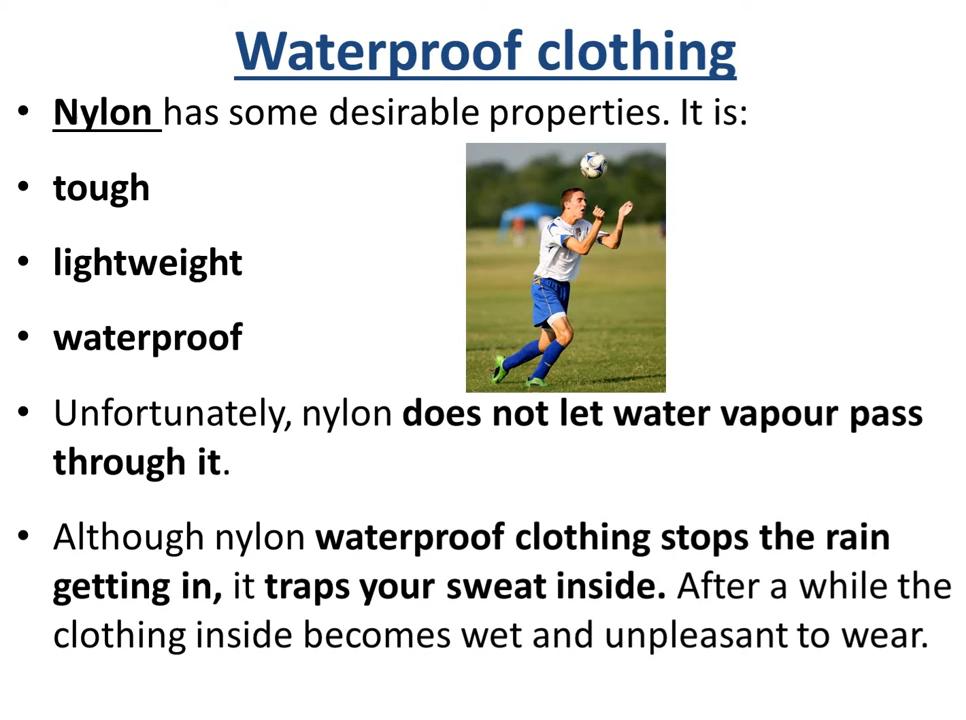 Waterproof clothing
• Nylon has some desirable properties. It is:
• tough
• lightweight
• waterproof
• Unfortunately, nylon does not let water vapour pass
through it.
• Although nylon waterproof clothing stops the rain
getting in, it traps your sweat inside. After a while the
clothing inside becomes wet and unpleasant to wear.